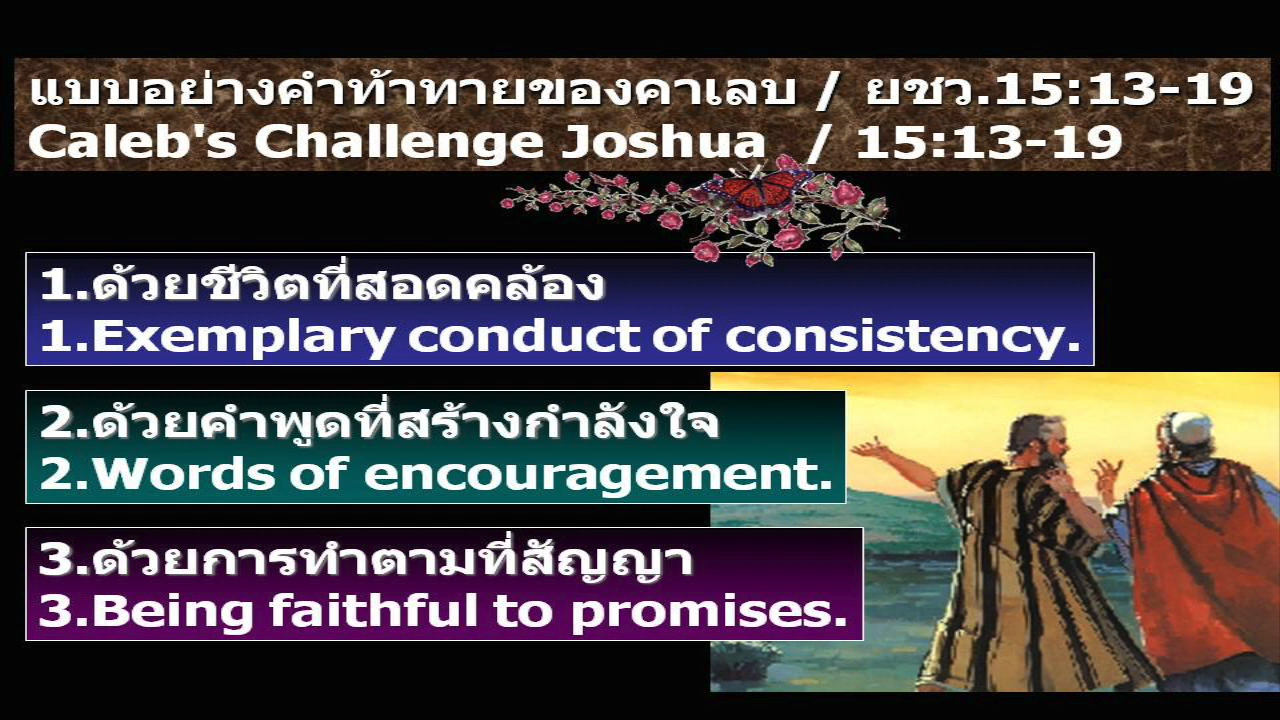 แบบอย่างคำท้าทายของคาเลบ / ยชว.15:13-19
Caleb's Challenge Joshua / 15:13-19
1.ด้วยชีวิตที่สอดคล้อง
1.Exemplary conduct of consistency.
2.ด้วยคำพูดที่สร้างกำลังใจ
2.Words of encouragement.
3.ด้วยการทำตามที่สัญญา
3.Being faithful to promises.